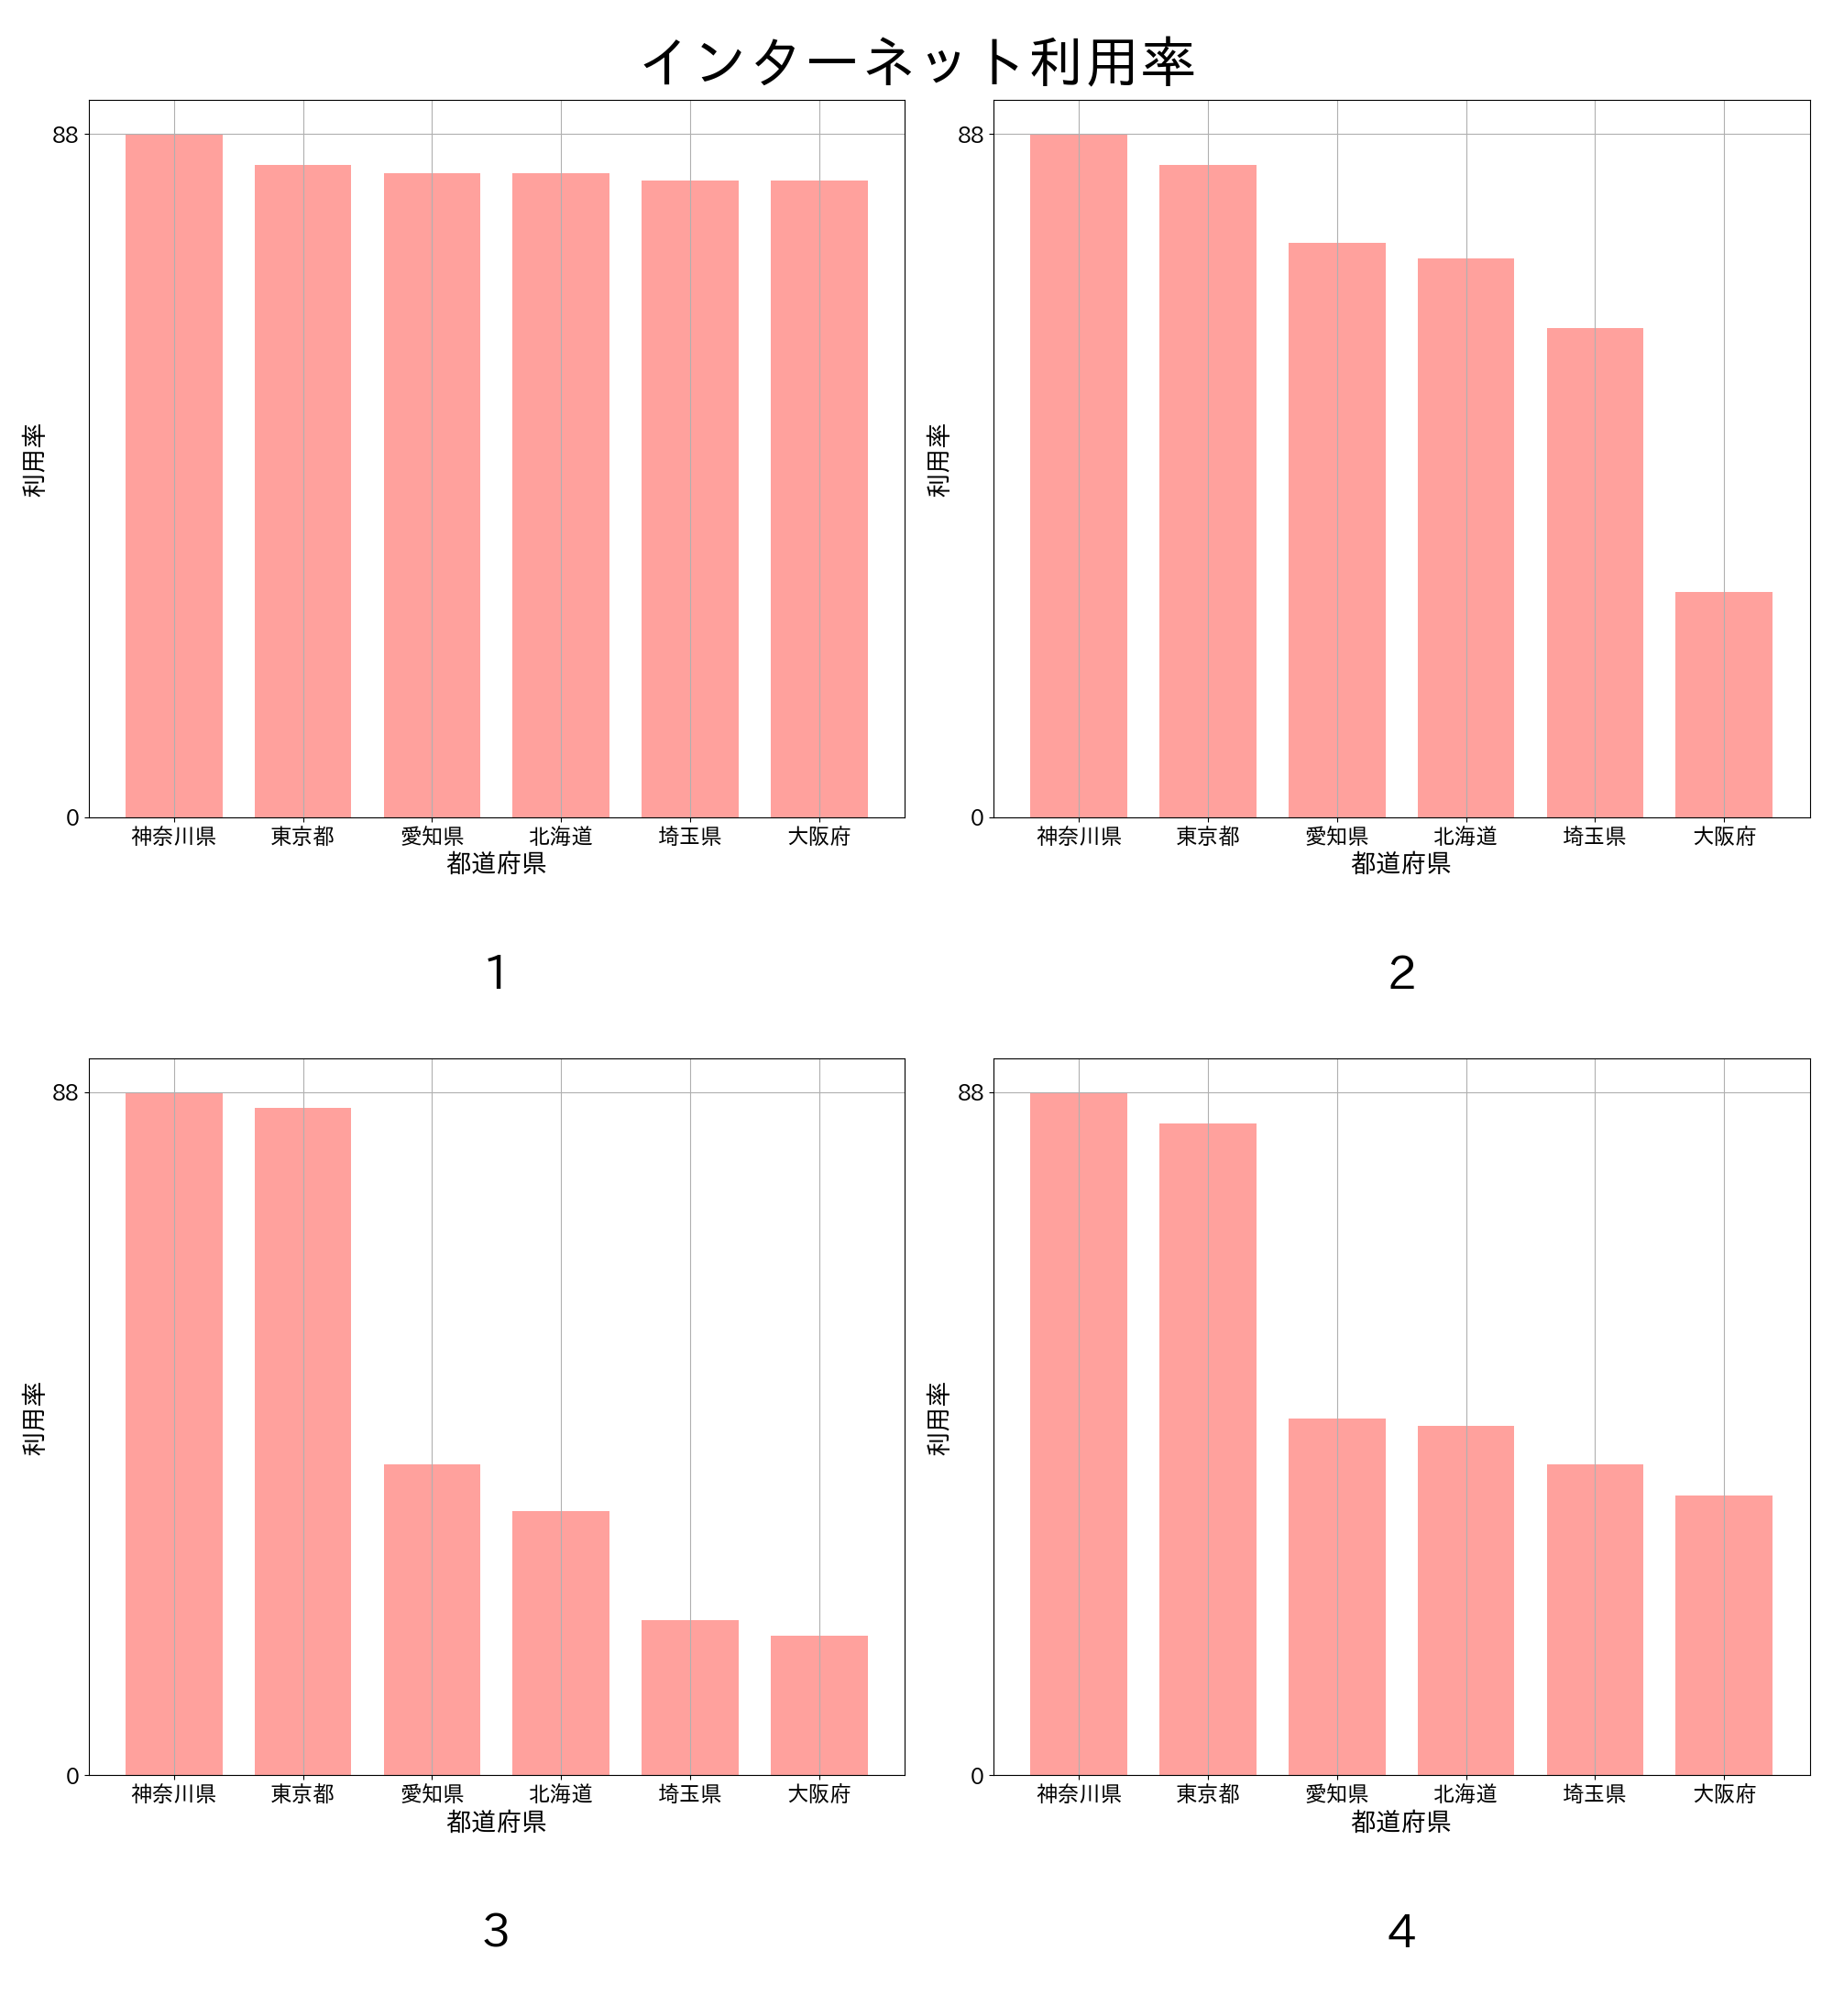 インターネット利用率
88
0
利用率
神奈川県 東京都 愛知県 北海道 埼玉県 大阪府
都道府県
1
88
0
利用率
神奈川県 東京都 愛知県 北海道 埼玉県 大阪府
都道府県
2
88
0
利用率
神奈川県 東京都 愛知県 北海道 埼玉県 大阪府
都道府県
3
88
0
利用率
神奈川県 東京都 愛知県 北海道 埼玉県 大阪府
都道府県
4